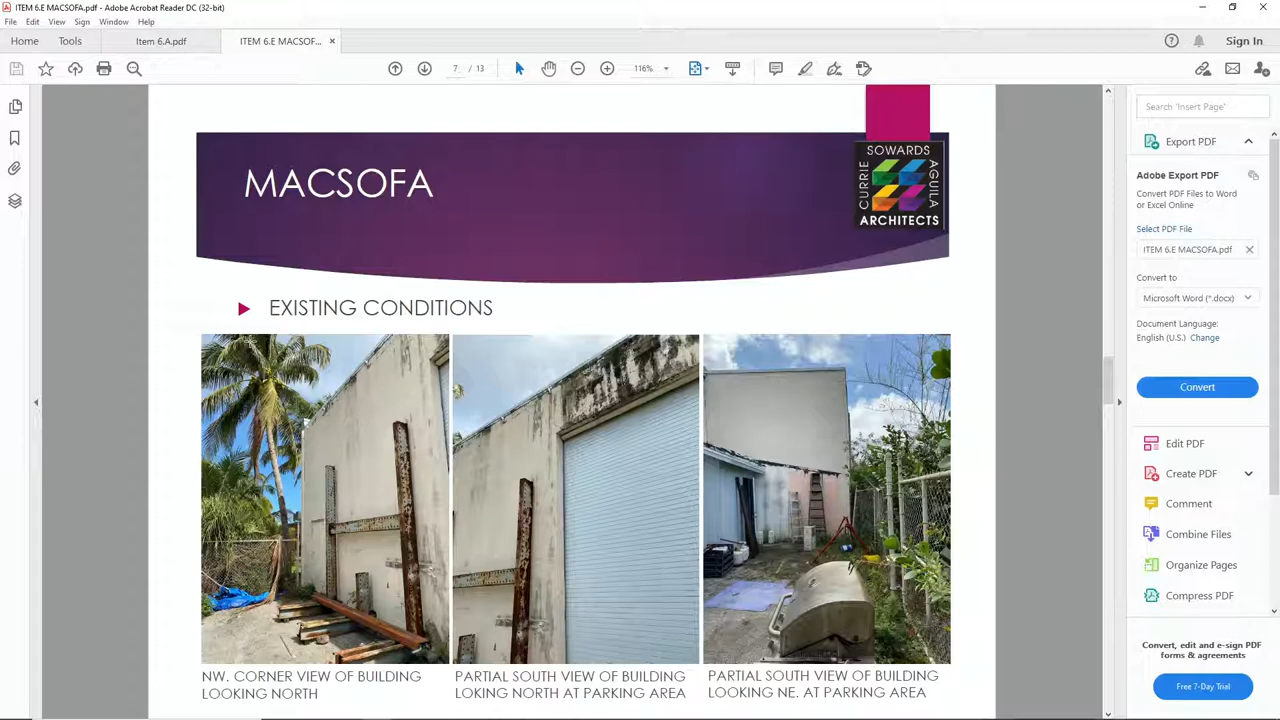 ITEM 6.E MACSOFA.pdf - Adobe Acrobat Reader DC (32-bit)
File Edit View Sign Window Help
Home Tools Item 6.A.pdf ITEM 6.E MACSOF... × Sign In
7 / 13 116%
MACSOFA
SOWARDS
CURRIE
AGUILA
ARCHITECTS
EXISTING CONDITIONS
NW. CORNER VIEW OF BUILDING
LOOKING NORTH
PARTIAL SOUTH VIEW OF BUILDING
LOKING NORTH AT PARKING AREA
PARTIAL SOUTH VIEW OF BUILDING
LOOKING NE. AT PARKING AREA
Search 'Insert Page'
Export PDF
Adobe Export PDF
Convert PDF Files to Word
or Excel Online
Select PDF File
ITEM 6.E MACSOFA.pdf
Convert to
Microsoft Word (*.docx)
Document Language:
English (U.S.) Change
Convert
Edit PDF
Create PDF
Comment
Combine Files
Organize Pages
Compress PDF
Convert, edit and e-sign PDF
forms & agreements
Free 7-Day Trial